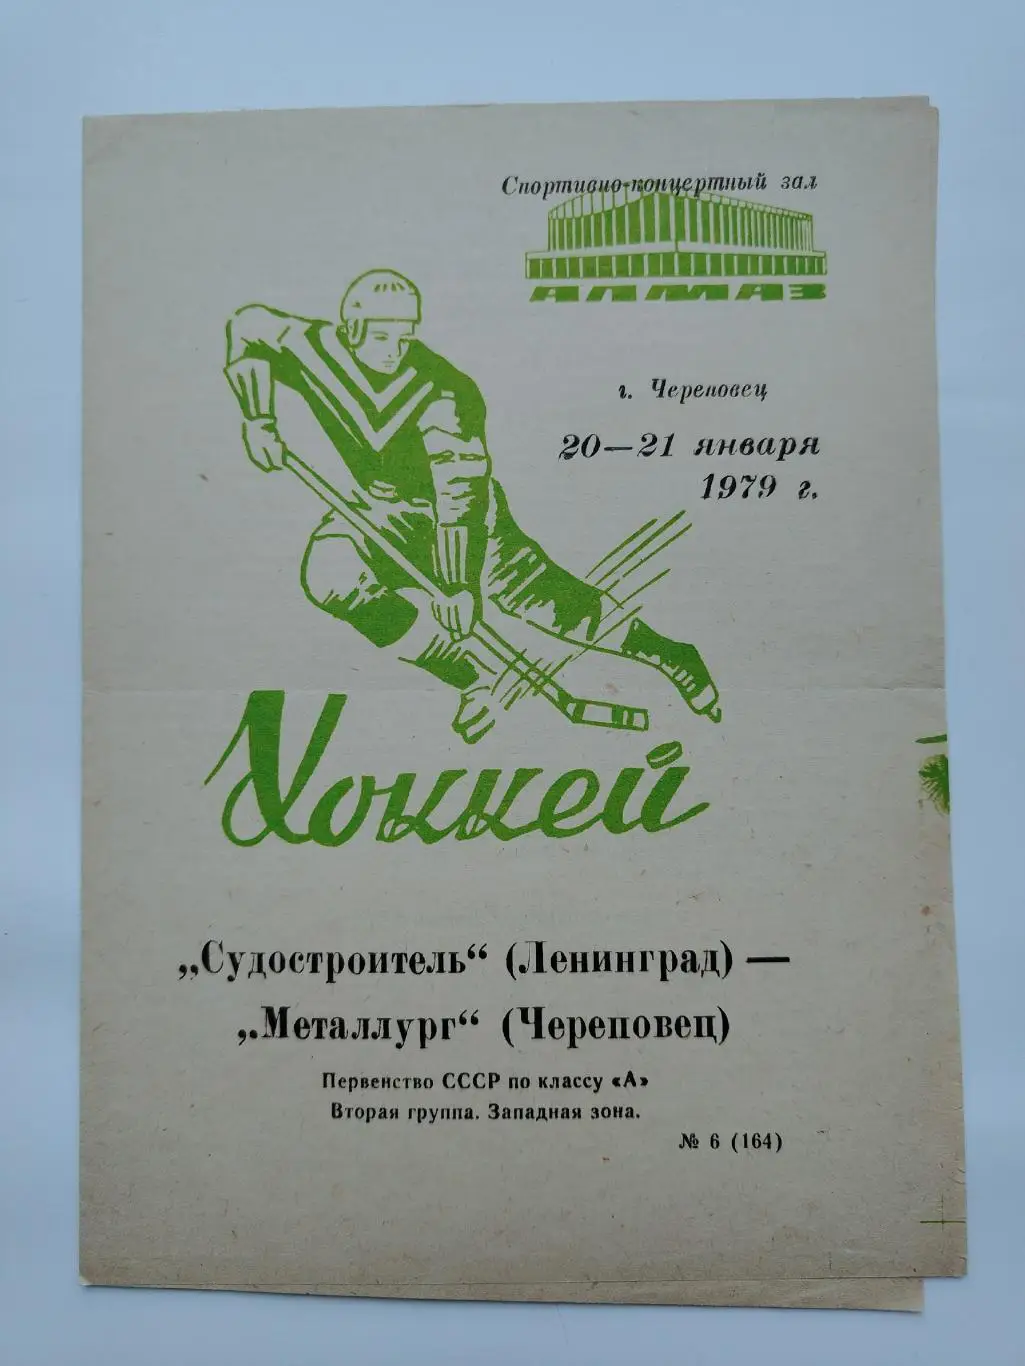 Спортивно-концертный зал
АЛМАЗ
г. Череповец
20—21 января
1979 г.
Хоккей
„Судостроитель“ (Ленинград) —
„Металлург“ (Череповец)
Первенство СССР по классу «А»
Вторая группа. Западная зона.
№ 6 (164)